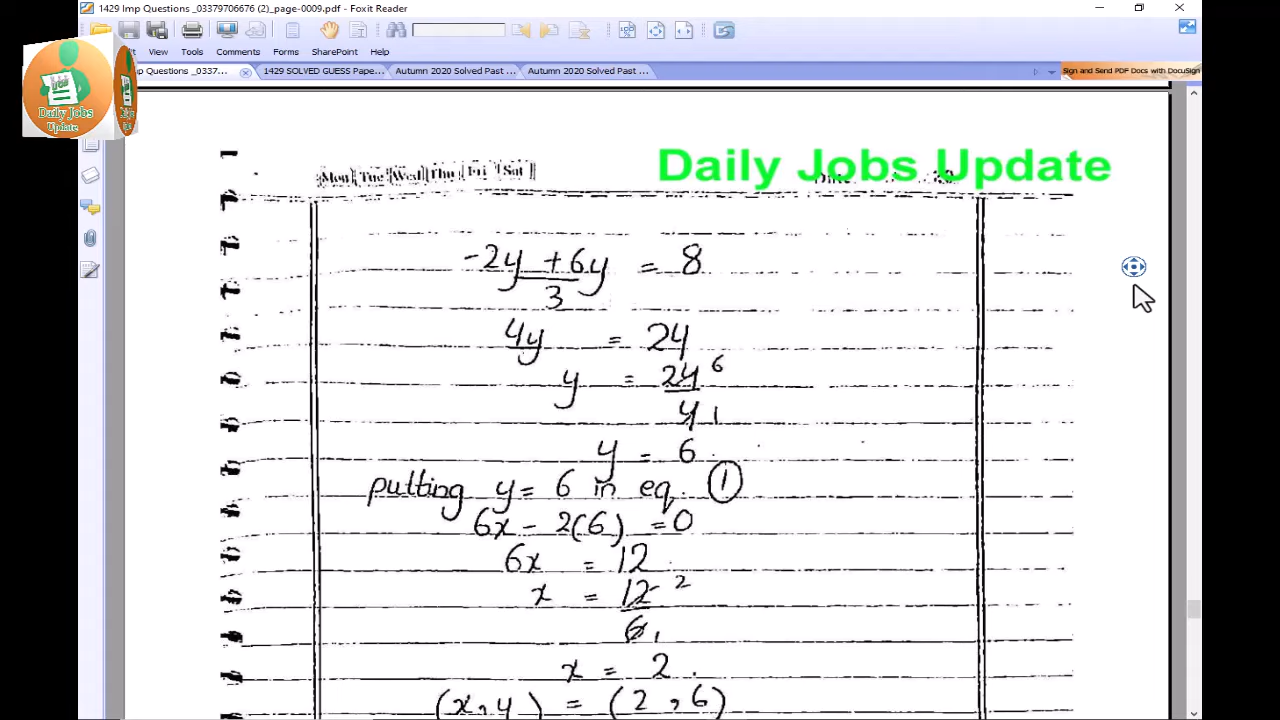 1429 Imp Questions _03379706676 (2)_page-0009.pdf - Foxit Reader
View Tools Comments Forms SharePoint Help
Imp Questions _0337... 1429 SOLVED GUESS Pape... Autumn 2020 Solved Past ... Autumn 2020 Solved Past ... Sign and Send PDF Docs with DocuSign
Daily Jobs
Update
Mon Tue Wed Thu Fri Sat
Daily Jobs Update
-2y + 6y = 8
3
4y = 24
y = 24 6
4 1
y = 6
putting y = 6 in eq. ①
6x - 2(6) = 0
6x = 12
x = 12 2
6 1
x = 2 .
(x, y) = (2, 6)